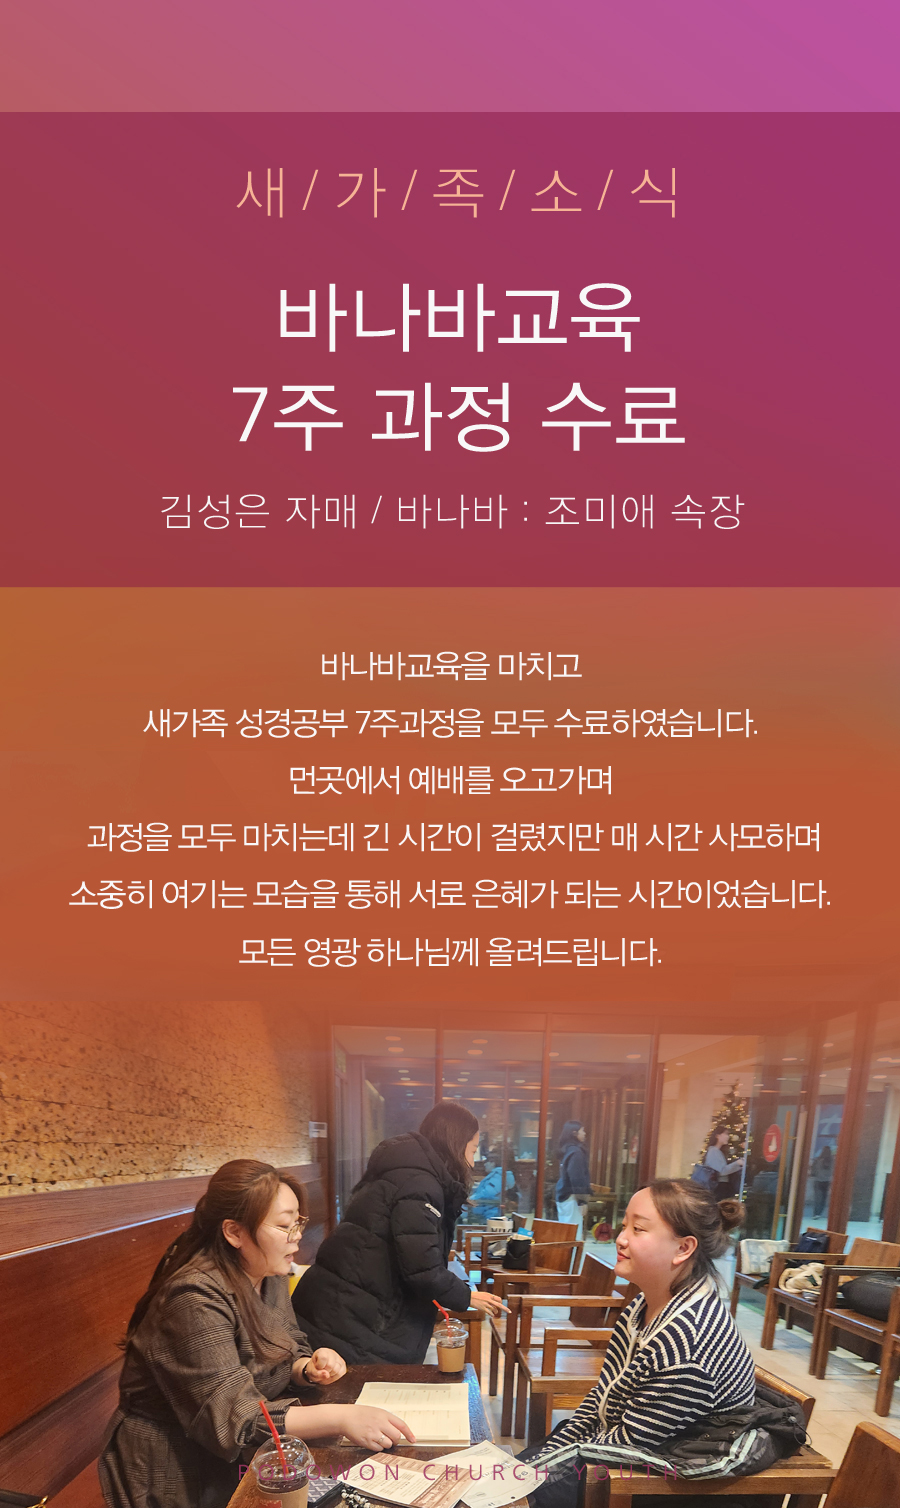 새/가/족/소/식
바나바교육
7주 과정 수료
김성은 자매 / 바나바 : 조미애 속장
바나바교육을 마치고
새가족 성경공부 7주과정을 모두 수료하였습니다.
먼곳에서 예배를 오고가며
과정을 모두 마치는데 긴 시간이 걸렸지만 매 시간 사모하며
소중히 여기는 모습을 통해 서로 은혜가 되는 시간이었습니다.
모든 영광 하나님께 올려드립니다.
CHURCH YOUTH